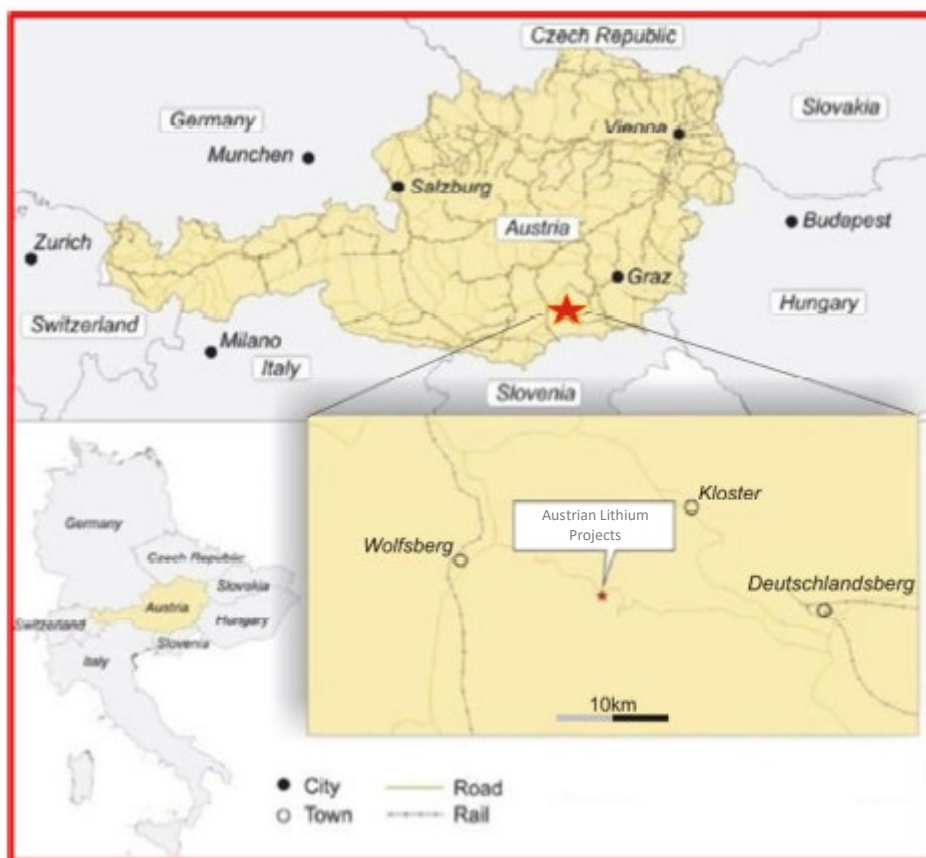 Czech Republic
Slovakia
Germany
Vienna
Munchen
Salzburg
Austria
Budapest
Zurich
Graz
Hungary
Switzerland
Milano
Italy
Slovenia
Kloster
Austrian Lithium
Projects
Wolfsberg
Deutschlandsberg
10km
Germany
Czech Republic
Slovakia
Austria
Switzerland
Hungary
Slovenia
Italy
City
Road
Town
Rail